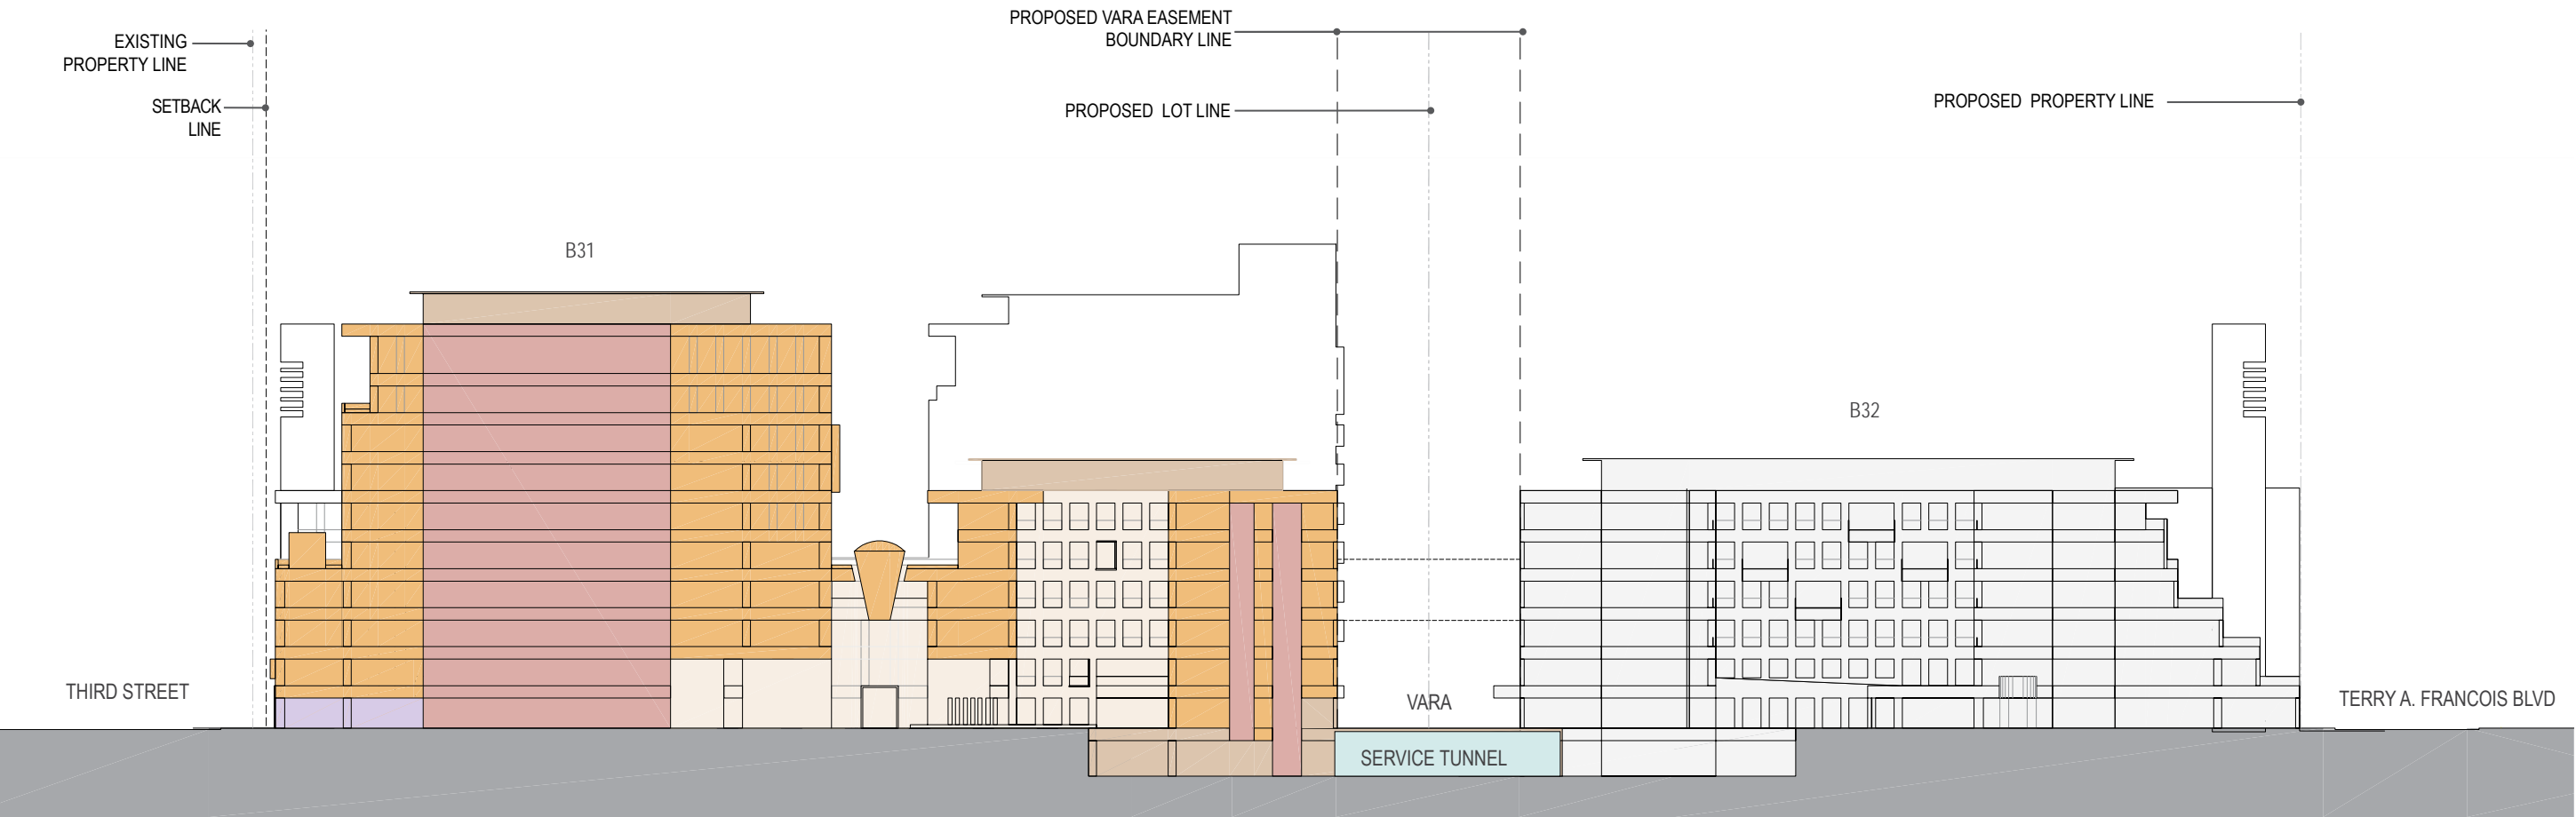 EXISTING
PROPERTY LINE
SETBACK
LINE
PROPOSED VARA EASEMENT
BOUNDARY LINE
PROPOSED LOT LINE
PROPOSED PROPERTY LINE
B31
B32
THIRD STREET
VARA
TERRY A. FRANCOIS BLVD
SERVICE TUNNEL